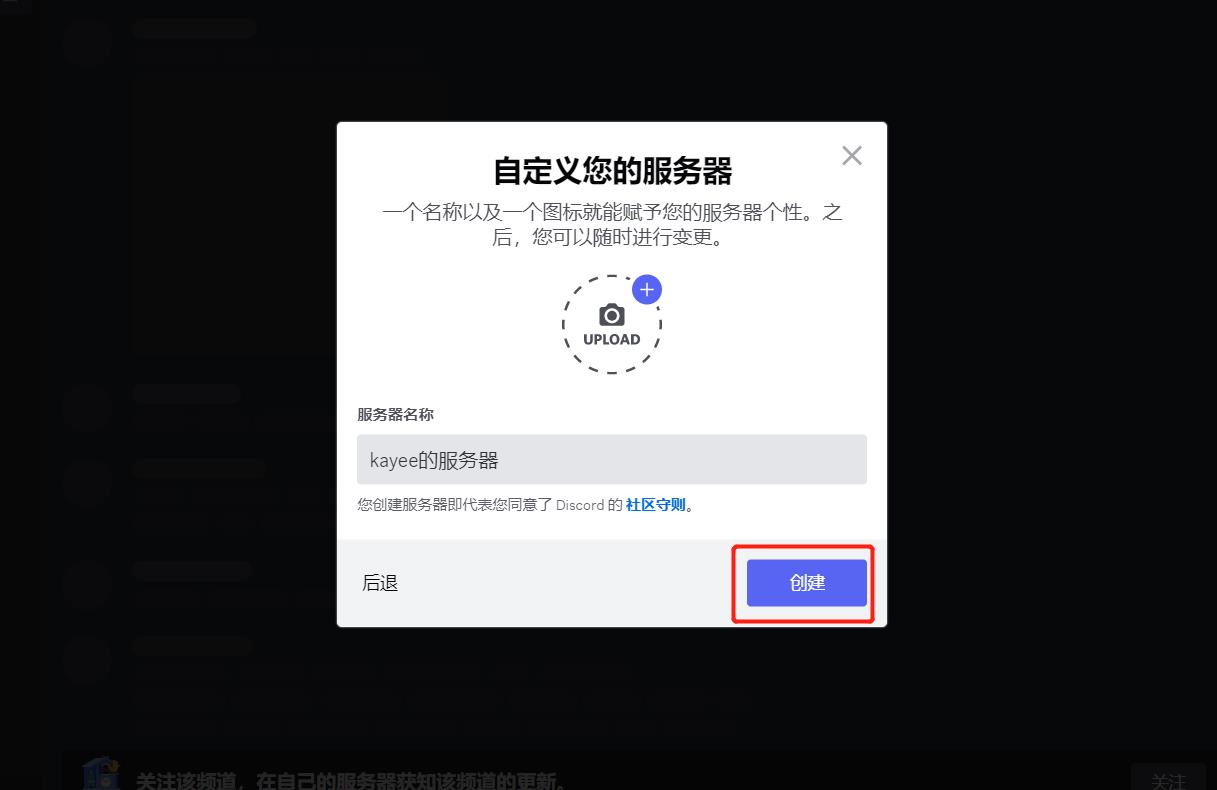 自定义您的服务器
一个名称以及一个图标就能赋予您的服务器个性。之
后，您可以随时进行变更。
UPLOAD
服务器名称
kayee的服务器
您创建服务器即代表您同意了 Discord 的 社区守则。
后退
创建
关注该频道，在自己的服务器获知该频道的更新。
关注